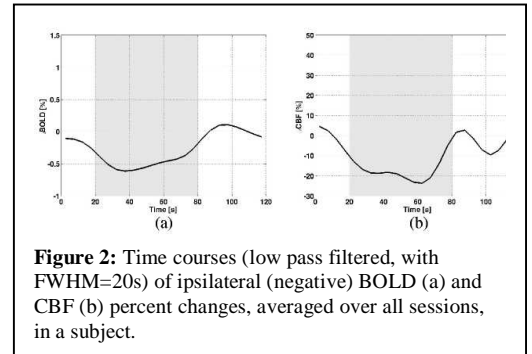 1.5
1
0.5
0
-0.5
-1
BOLD [%]
0 20 40 60 80 100 120
Time [s]
(a)
50
40
30
20
10
0
-10
-20
-30
CBF [%]
0 20 40 60 80 100
Time [s]
(b)
Figure 2: Time courses (low pass filtered, with
FWHM=20s) of ipsilateral (negative) BOLD (a) and
CBF (b) percent changes, averaged over all sessions,
in a subject.